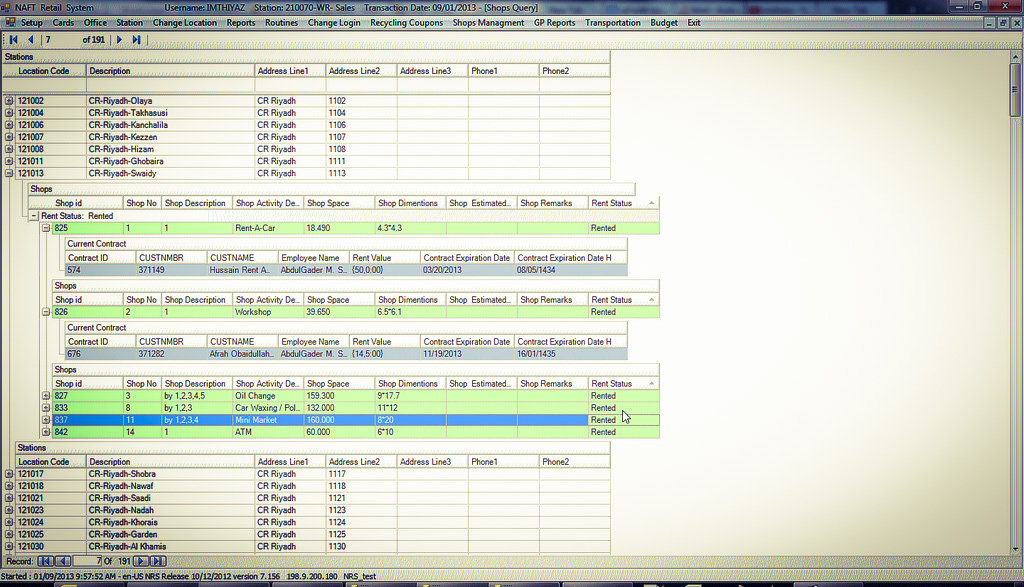 NAFT Retail System Username: IMTHIYAZ Station: 210070-WR- Sales Transaction Date: 09/01/2013 - [Shops Query]
Setup Cards Office Station Change Location Reports Routines Change Login Recycling Coupons Shops Managment GP Reports Transportation Budget Exit
7 of 191
Stations
Location Code Description Address Line1 Address Line2 Address Line3 Phone1 Phone2
121002 CR-Riyadh-Olaya CR Riyadh 1102
121004 CR-Riyadh-Takhasusi CR Riyadh 1104
121006 CR-Riyadh-Kanchalila CR Riyadh 1106
121007 CR-Riyadh-Kezzen CR Riyadh 1107
121008 CR-Riyadh-Hizam CR Riyadh 1108
121011 CR-Riyadh-Ghobaira CR Riyadh 1111
121013 CR-Riyadh-Swaidy CR Riyadh 1113
Shops
Shop id Shop No Shop Description Shop Activity De... Shop Space Shop Dimentions Shop Estimated... Shop Remarks Rent Status
Rent Status: Rented
825 1 1 Rent-A-Car 18.490 4.3*4.3 Rented
Current Contract
Contract ID CUSTNMBR CUSTNAME Employee Name Rent Value Contract Expiration Date Contract Expiration Date H
574 371149 Hussain Rent A.. AbdulGader M. S... {50,0:00} 03/20/2013 08/05/1434
Shops
Shop id Shop No Shop Description Shop Activity De... Shop Space Shop Dimentions Shop Estimated... Shop Remarks Rent Status
826 2 1 Workshop 39.650 6.5*6.1 Rented
Current Contract
Contract ID CUSTNMBR CUSTNAME Employee Name Rent Value Contract Expiration Date Contract Expiration Date H
676 371282 Afrah Obaidullah... AbdulGader M. S... {14,5:00} 11/19/2013 16/01/1435
Shops
Shop id Shop No Shop Description Shop Activity De... Shop Space Shop Dimentions Shop Estimated... Shop Remarks Rent Status
827 3 by 1,2,3,4,5 Oil Change 159.300 9*17.7 Rented
833 8 by 1,2,3 Car Waxing / Pol... 132.000 11*12 Rented
837 11 by 1,2,3,4 Mini Market 160.000 8*20 Rented
842 14 1 ATM 60.000 6*10 Rented
Stations
Location Code Description Address Line1 Address Line2 Address Line3 Phone1 Phone2
121017 CR-Riyadh-Shobra CR Riyadh 1117
121018 CR-Riyadh-Nawaf CR Riyadh 1118
121021 CR-Riyadh-Saadi CR Riyadh 1121
121023 CR-Riyadh-Nadah CR Riyadh 1123
121024 CR-Riyadh-Khorais CR Riyadh 1124
121025 CR-Riyadh-Garden CR Riyadh 1125
121030 CR-Riyadh-Al Khamis CR Riyadh 1130
Record: 7 Of 191
Started : 01/09/2013 9:57:52 AM - en-US NRS Release 10/12/2012 version 7.156 198.9.200.180 NRS_test